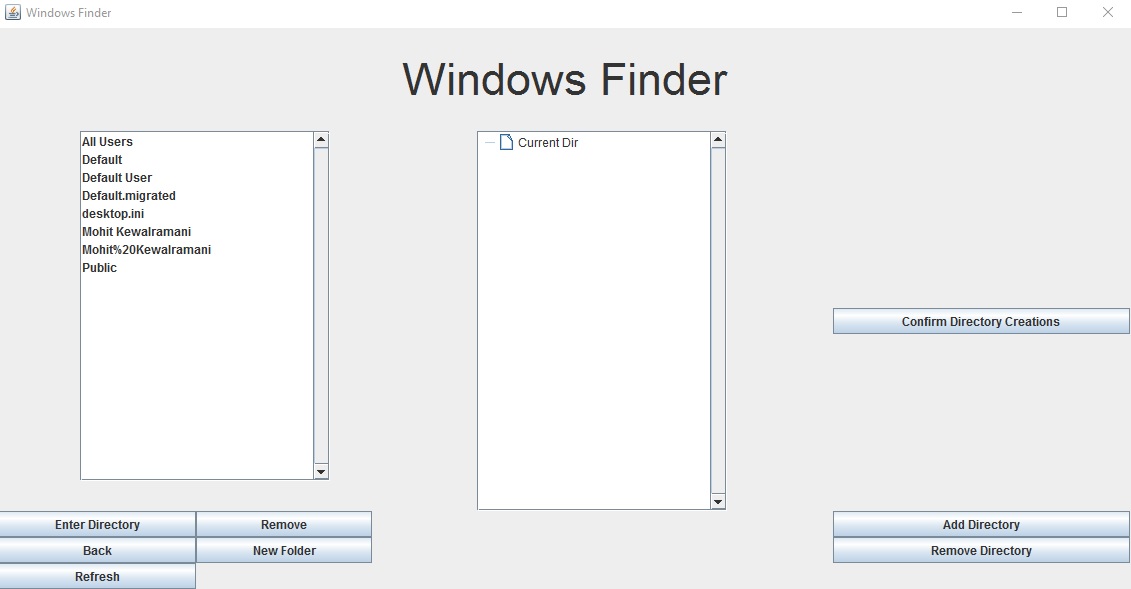 Windows Finder
Windows Finder
All Users
Default
Default User
Default.migrated
desktop.ini
Mohit Kewalramani
Mohit%20Kewalramani
Public
Current Dir
Confirm Directory Creations
Enter Directory
Remove
Back
New Folder
Refresh
Add Directory
Remove Directory